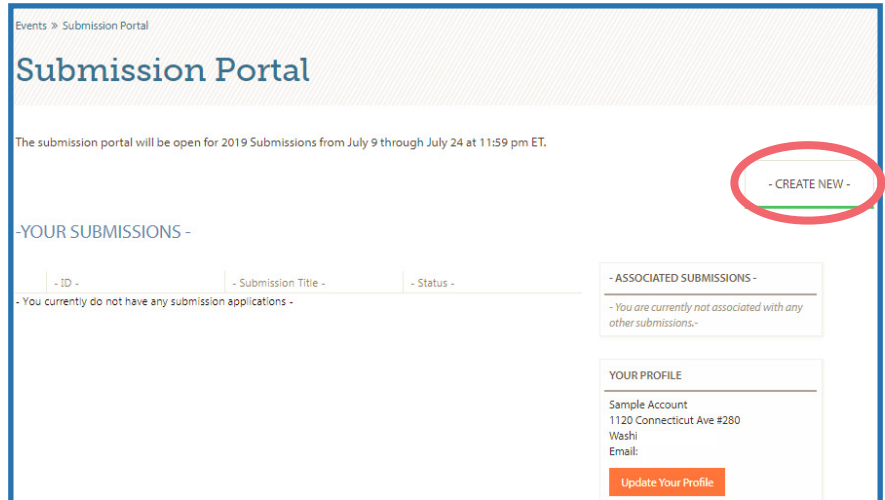 Events » Submission Portal
Submission Portal
The submission portal will be open for 2019 Submissions from July 9 through July 24 at 11:59 pm ET.
- CREATE NEW -
-YOUR SUBMISSIONS -
- ID - - Submission Title - - Status -
- You currently do not have any submission applications -
- ASSOCIATED SUBMISSIONS -
- You are currently not associated with any
other submissions.-
YOUR PROFILE
Sample Account
1120 Connecticut Ave #280
Washi
Email:
Update Your Profile